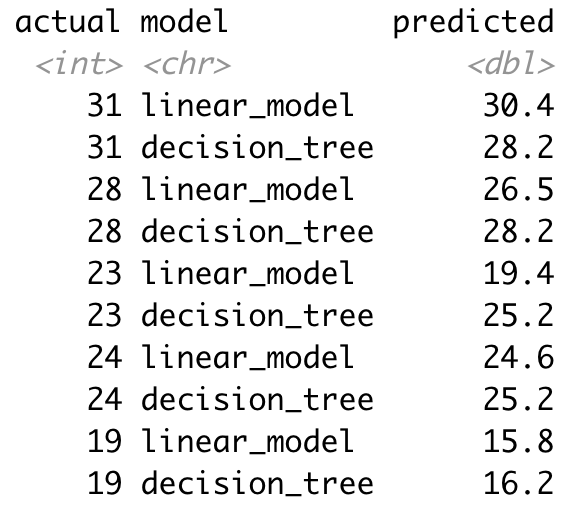 actual model predicted
<int> <chr> <dbl>
31 linear_model 30.4
31 decision_tree 28.2
28 linear_model 26.5
28 decision_tree 28.2
23 linear_model 19.4
23 decision_tree 25.2
24 linear_model 24.6
24 decision_tree 25.2
19 linear_model 15.8
19 decision_tree 16.2